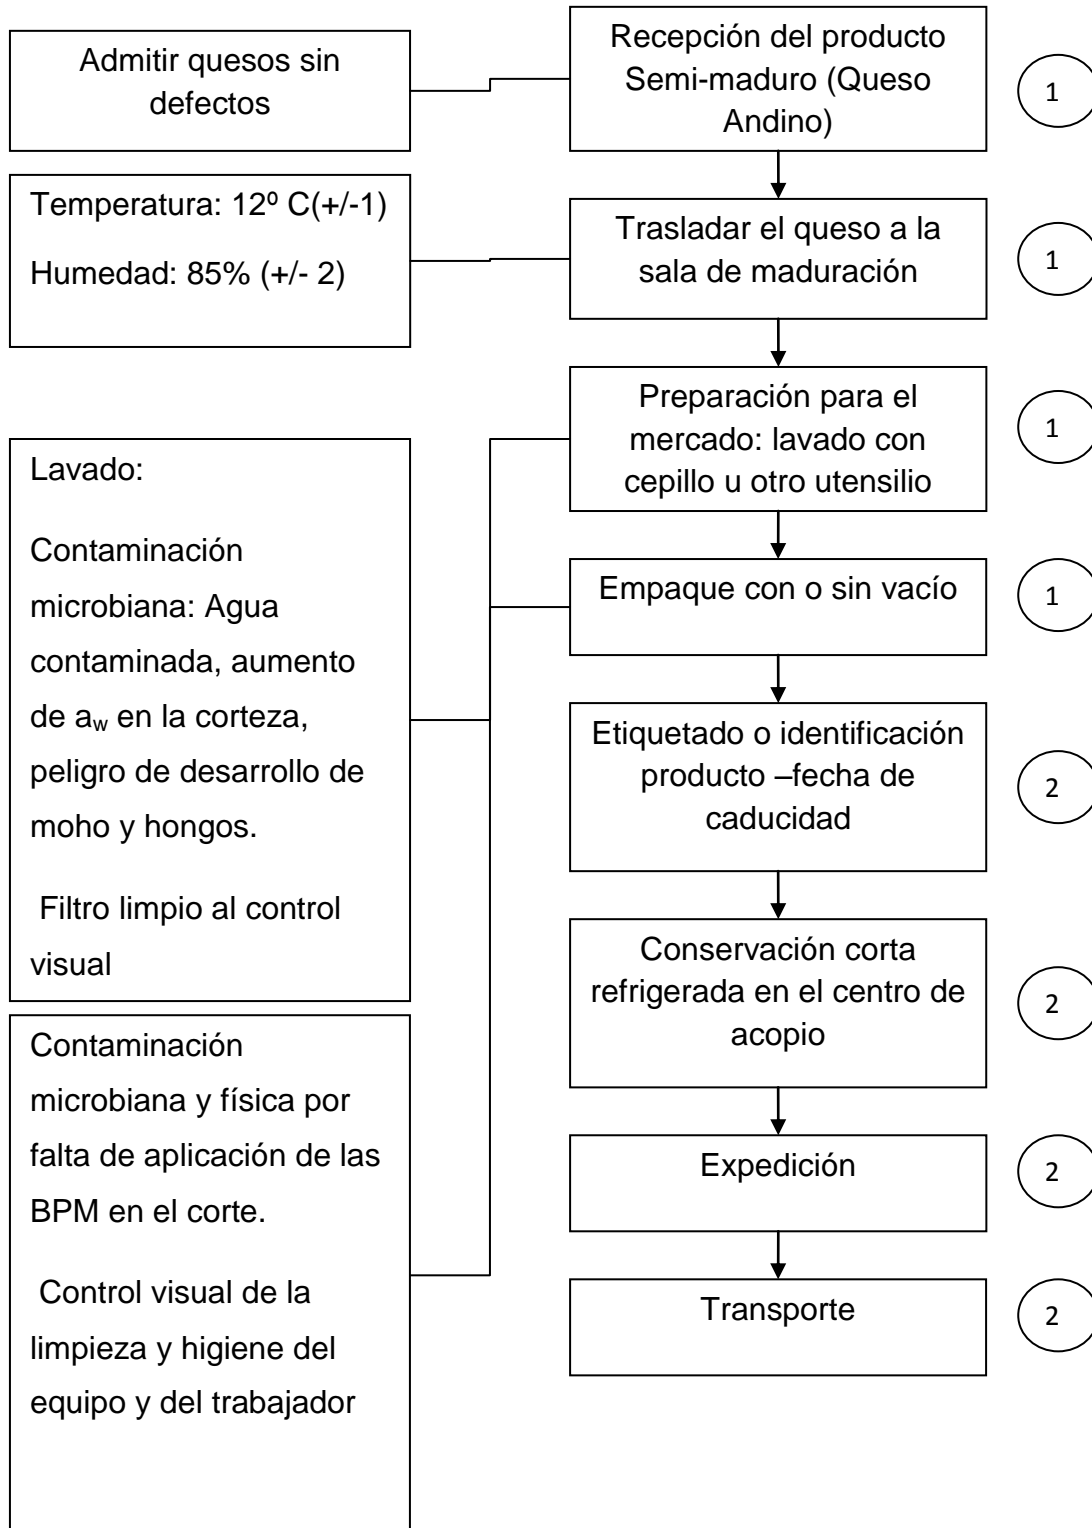 Admitir quesos sin
defectos
Recepción del producto
Semi-maduro (Queso
Andino)
1
Temperatura: 12º C(+/-1)
Humedad: 85% (+/- 2)
Trasladar el queso a la
sala de maduración
1
Preparación para el
mercado: lavado con
cepillo u otro utensilio
1
Lavado:
Contaminación
microbiana: Agua
contaminada, aumento
de aw en la corteza,
peligro de desarrollo de
moho y hongos.
Filtro limpio al control
visual
Empaque con o sin vacío
1
Etiquetado o identificación
producto –fecha de
caducidad
2
Conservación corta
refrigerada en el centro de
acopio
2
Contaminación
microbiana y física por
falta de aplicación de las
BPM en el corte.
Control visual de la
limpieza y higiene del
equipo y del trabajador
Expedición
2
Transporte
2